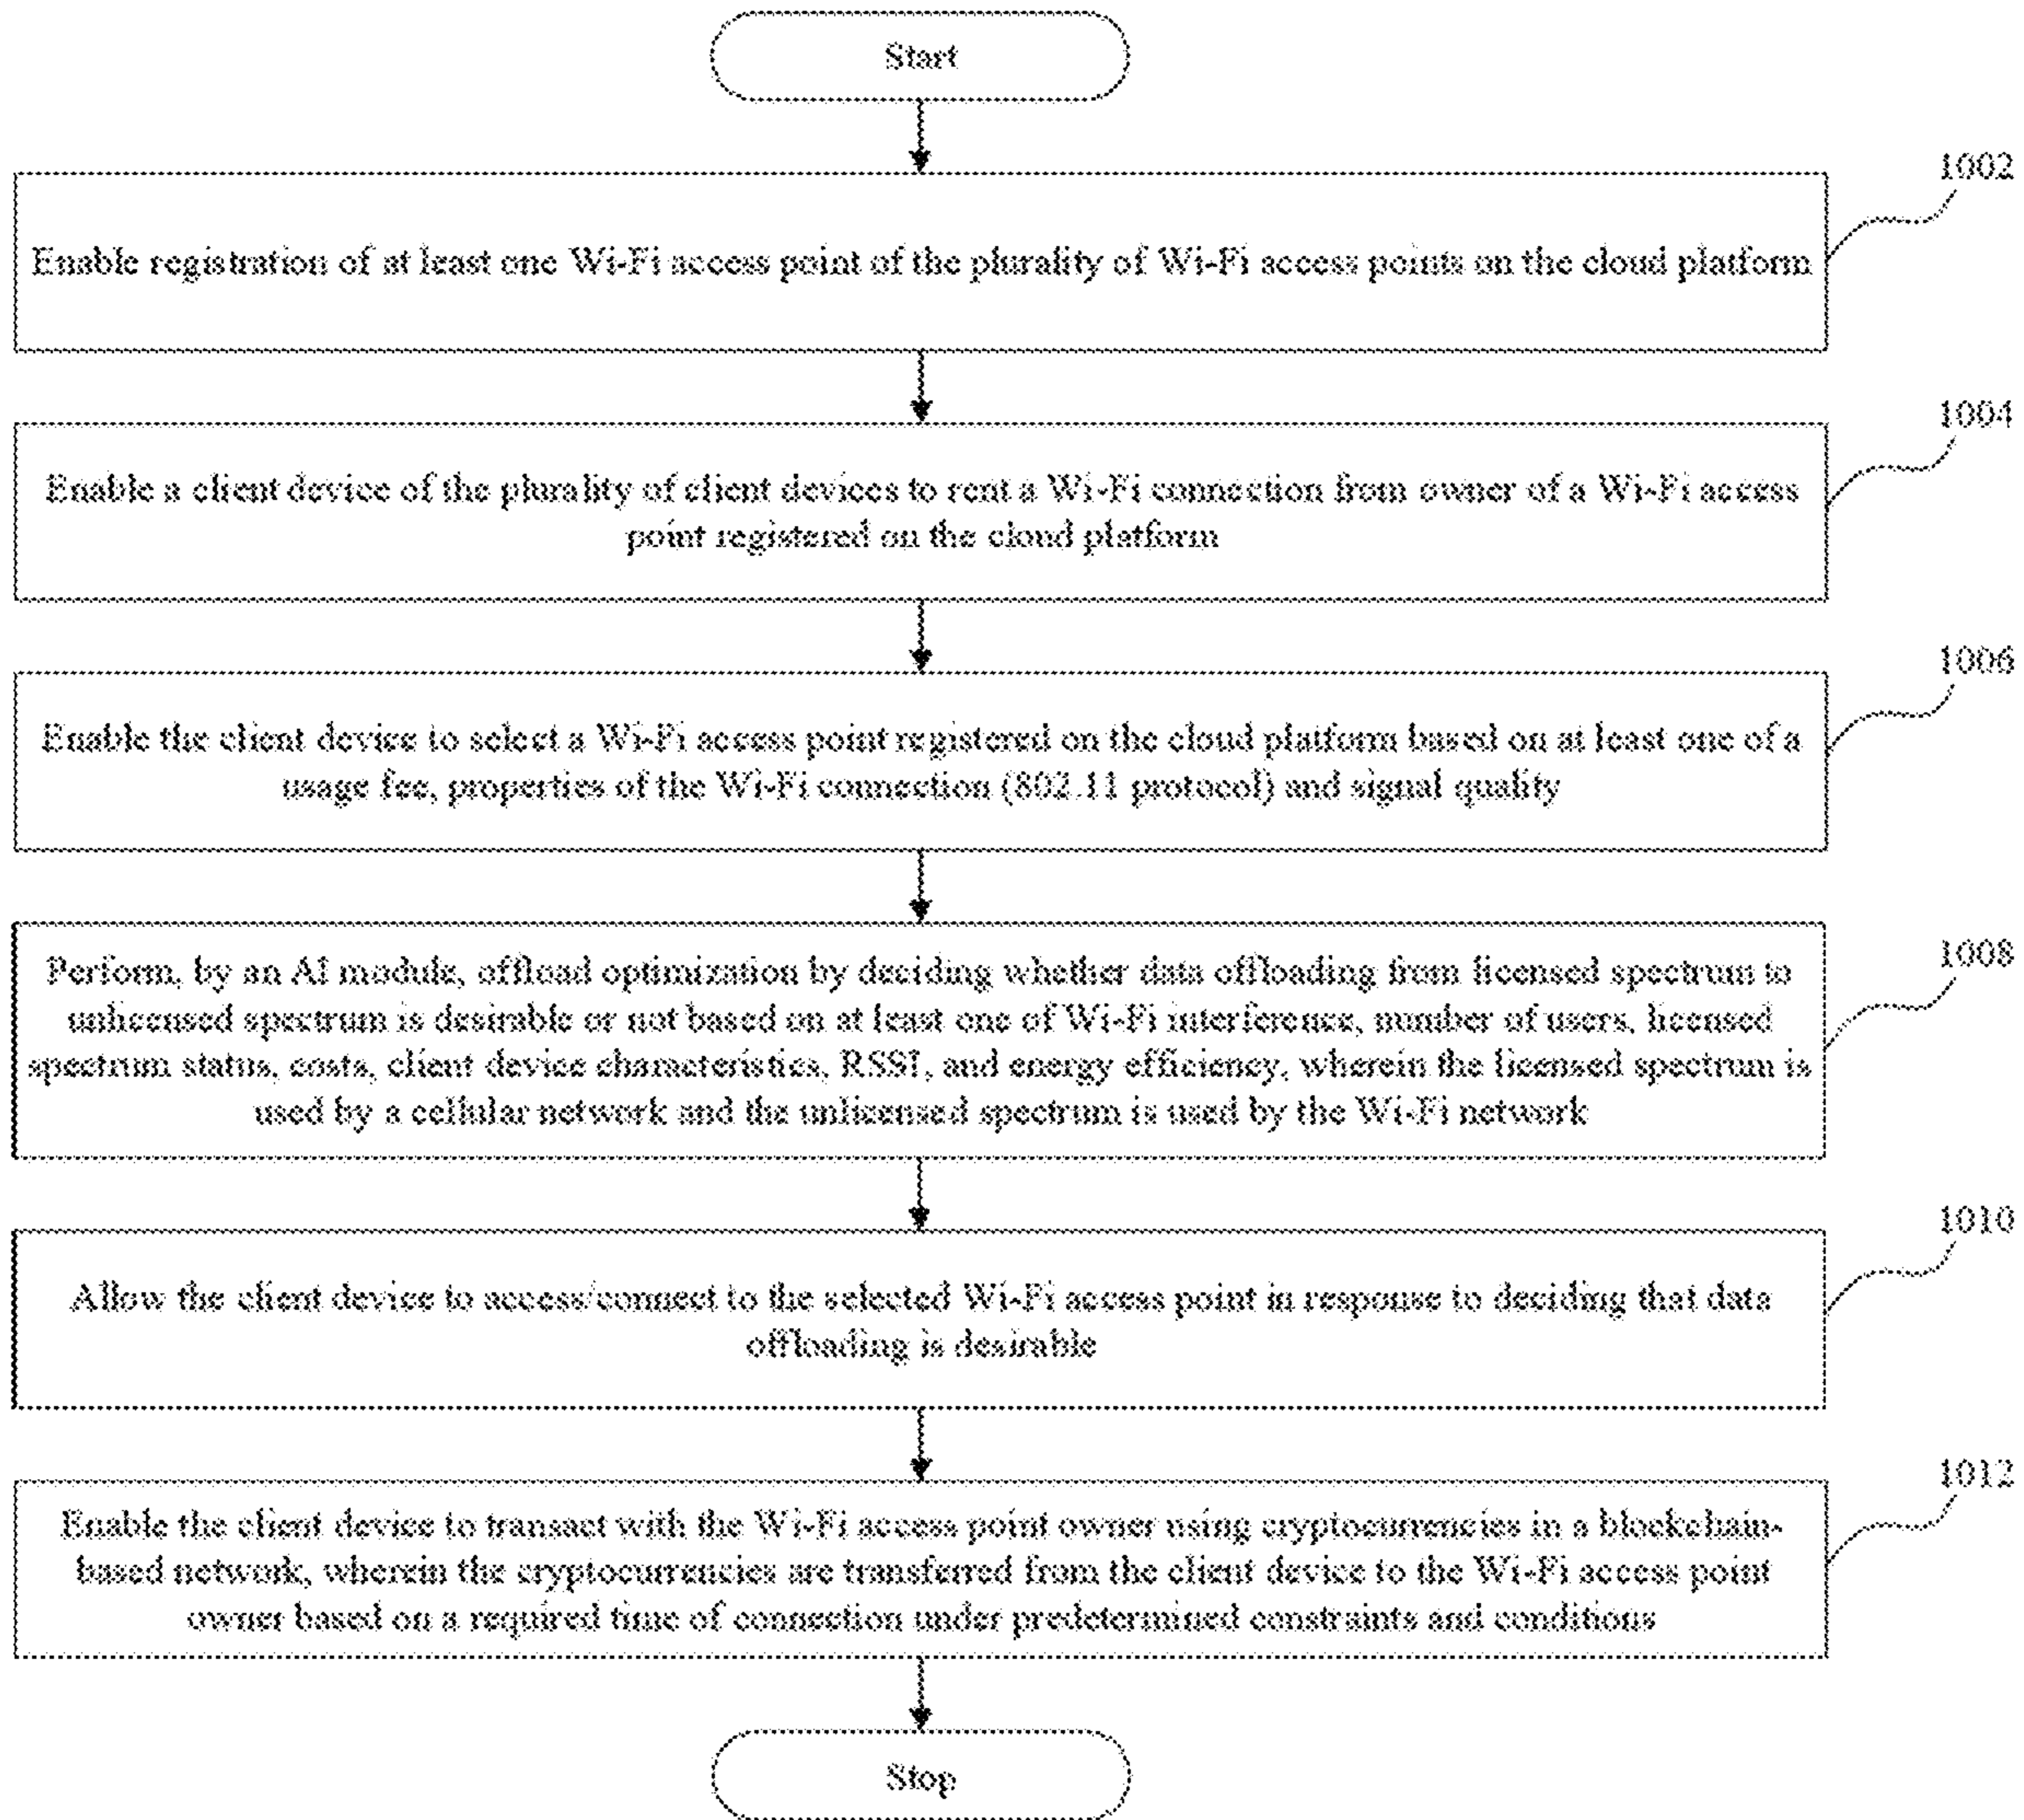 Start
1002
Enable registration of at least one Wi-Fi access point of the plurality of Wi-Fi access points on the cloud platform
1004
Enable a client device of the plurality of client devices to rent a Wi-Fi connection from owner of a Wi-Fi access
point registered on the cloud platform
1006
Enable the client device to select a Wi-Fi access point registered on the cloud platform based on at least one of a
usage fee, properties of the Wi-Fi connection (802.11 protocol) and signal quality
1008
Perform, by an AI module, offload optimization by deciding whether data offloading from licensed spectrum to
unlicensed spectrum is desirable or not based on at least one of Wi-Fi interference, number of users, licensed
spectrum status, costs, client device characteristics, RSSI, and energy efficiency, wherein the licensed spectrum is
used by a cellular network and the unlicensed spectrum is used by the Wi-Fi network
1010
Allow the client device to access/connect to the selected Wi-Fi access point in response to deciding that data
offloading is desirable
1012
Enable the client device to transact with the Wi-Fi access point owner using cryptocurrencies in a blockchain-
based network, wherein the cryptocurrencies are transferred from the client device to the Wi-Fi access point
owner based on a required time of connection under predetermined constraints and conditions
Stop